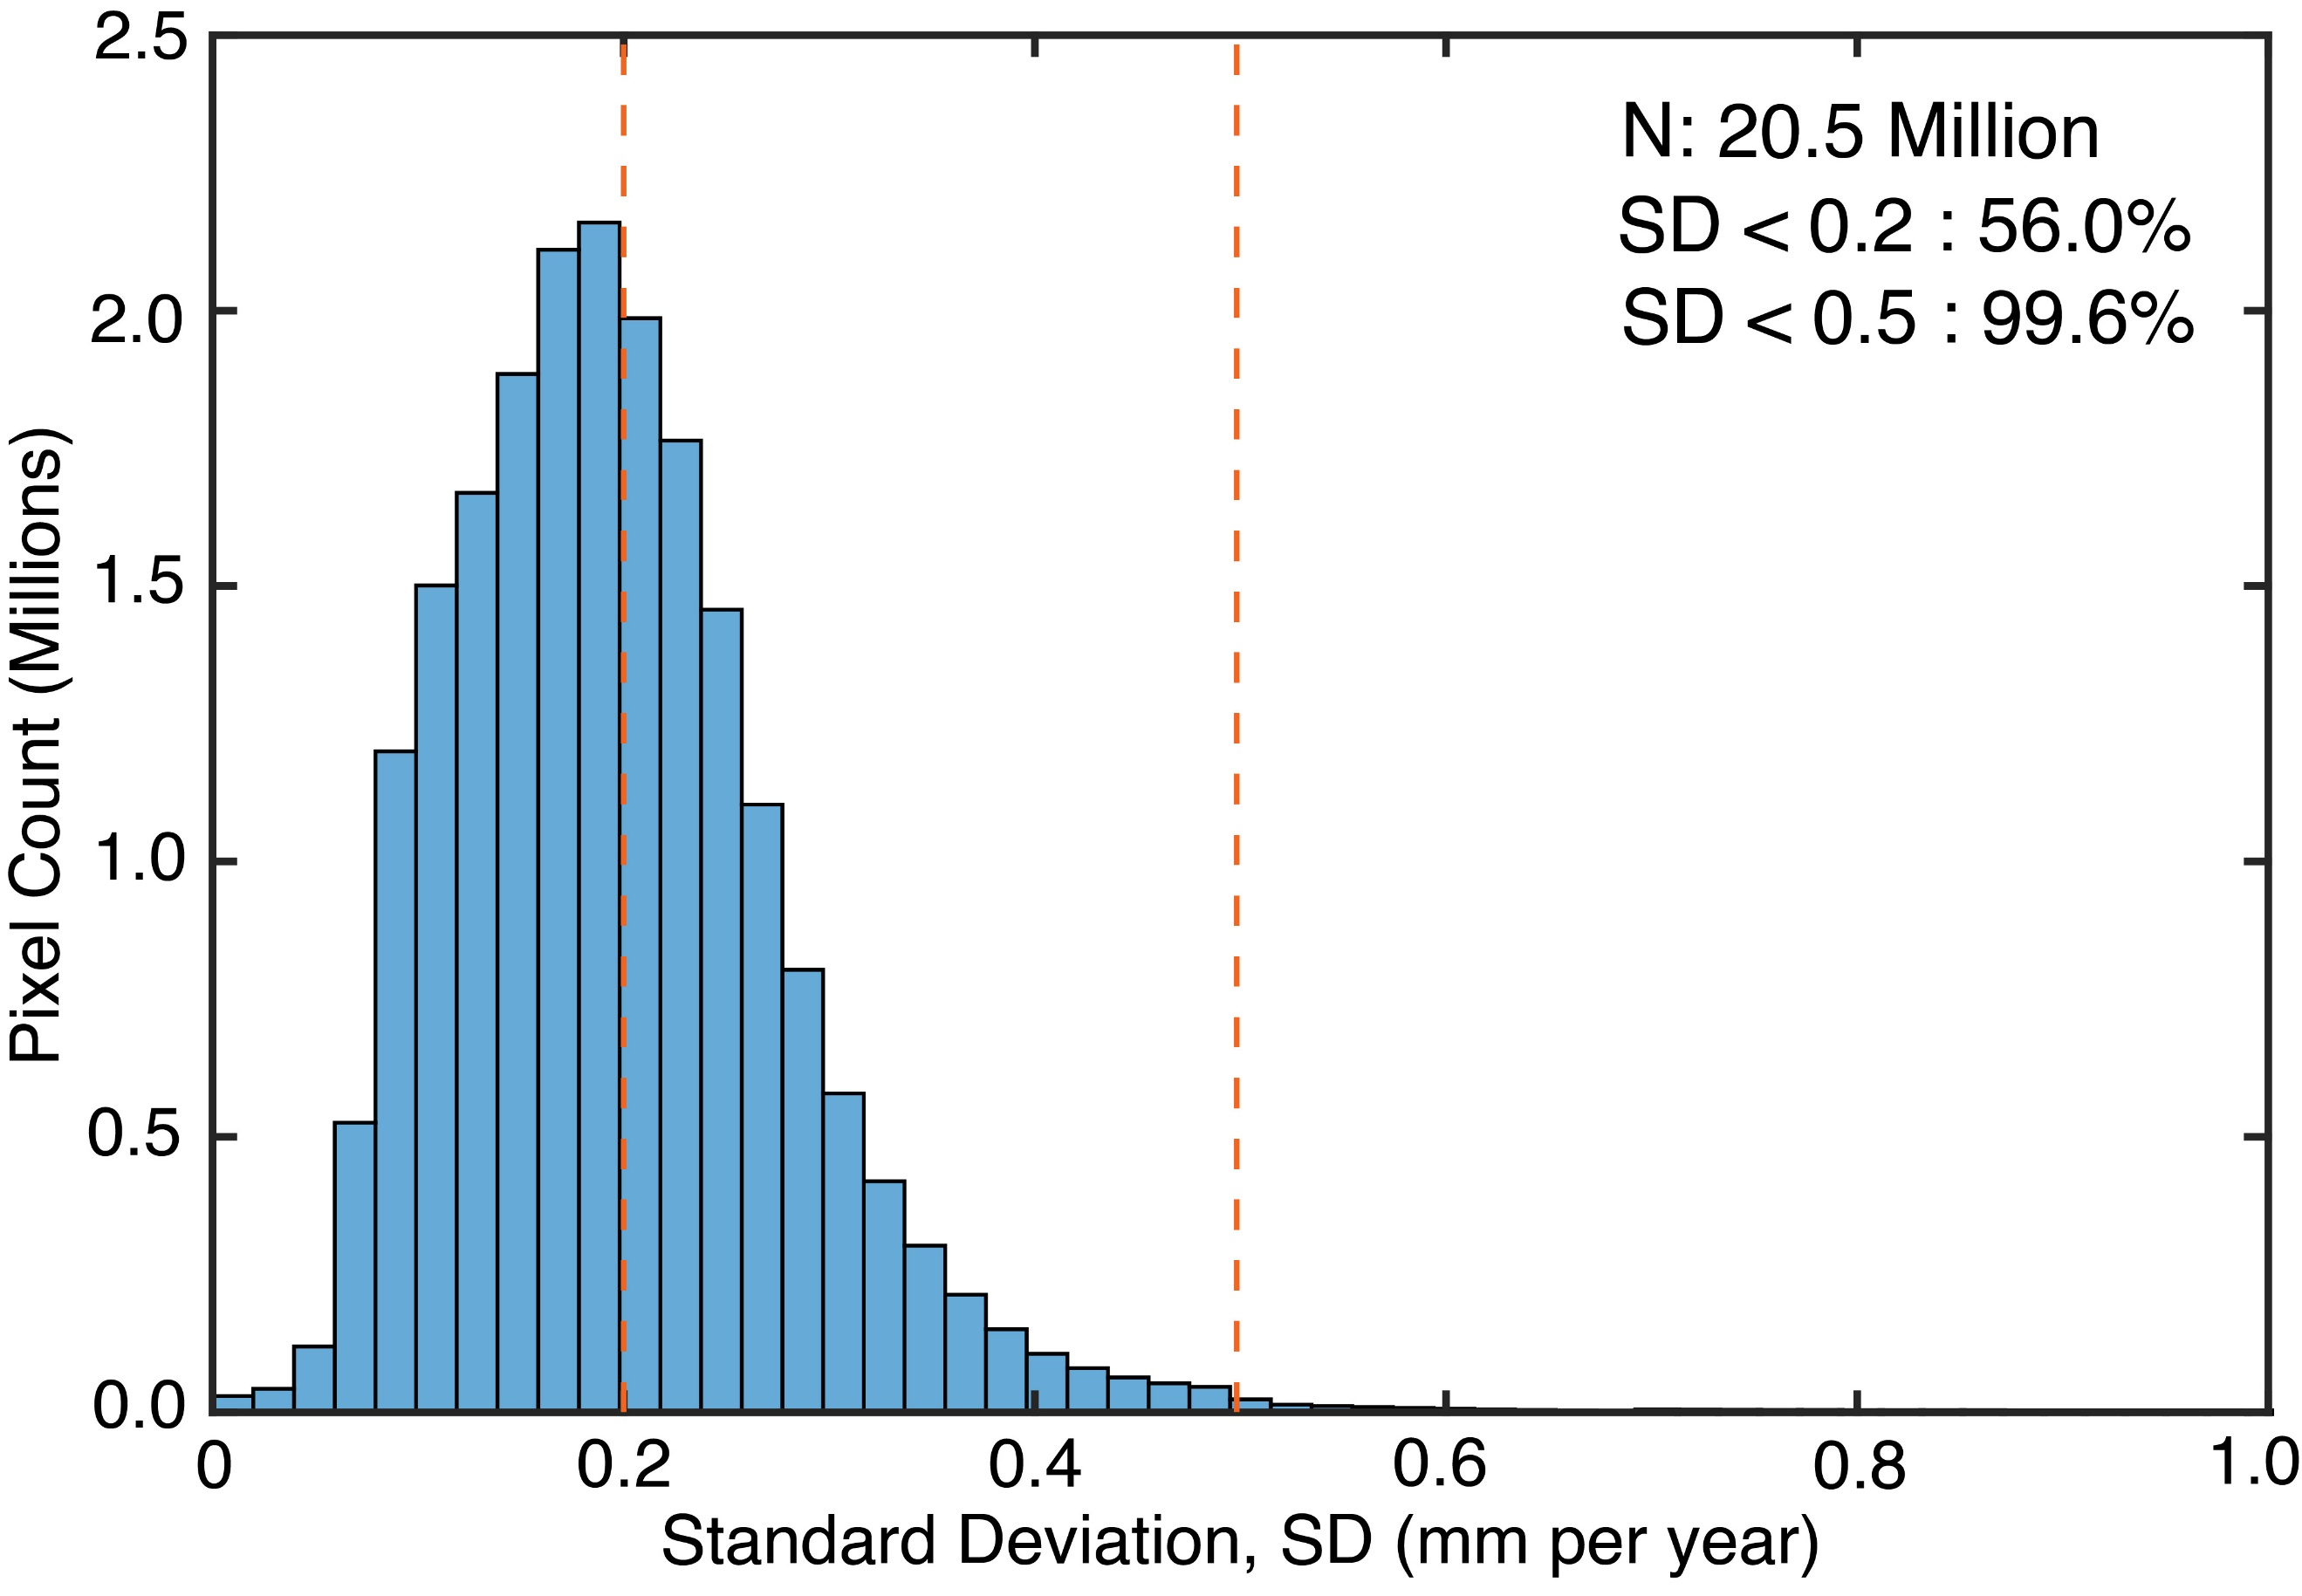 2.5
2.0
1.5
1.0
0.5
0.0
Pixel Count (Millions)
N: 20.5 Million
SD < 0.2 : 56.0%
SD < 0.5 : 99.6%
0 0.2 0.4 0.6 0.8 1.0
Standard Deviation, SD (mm per year)